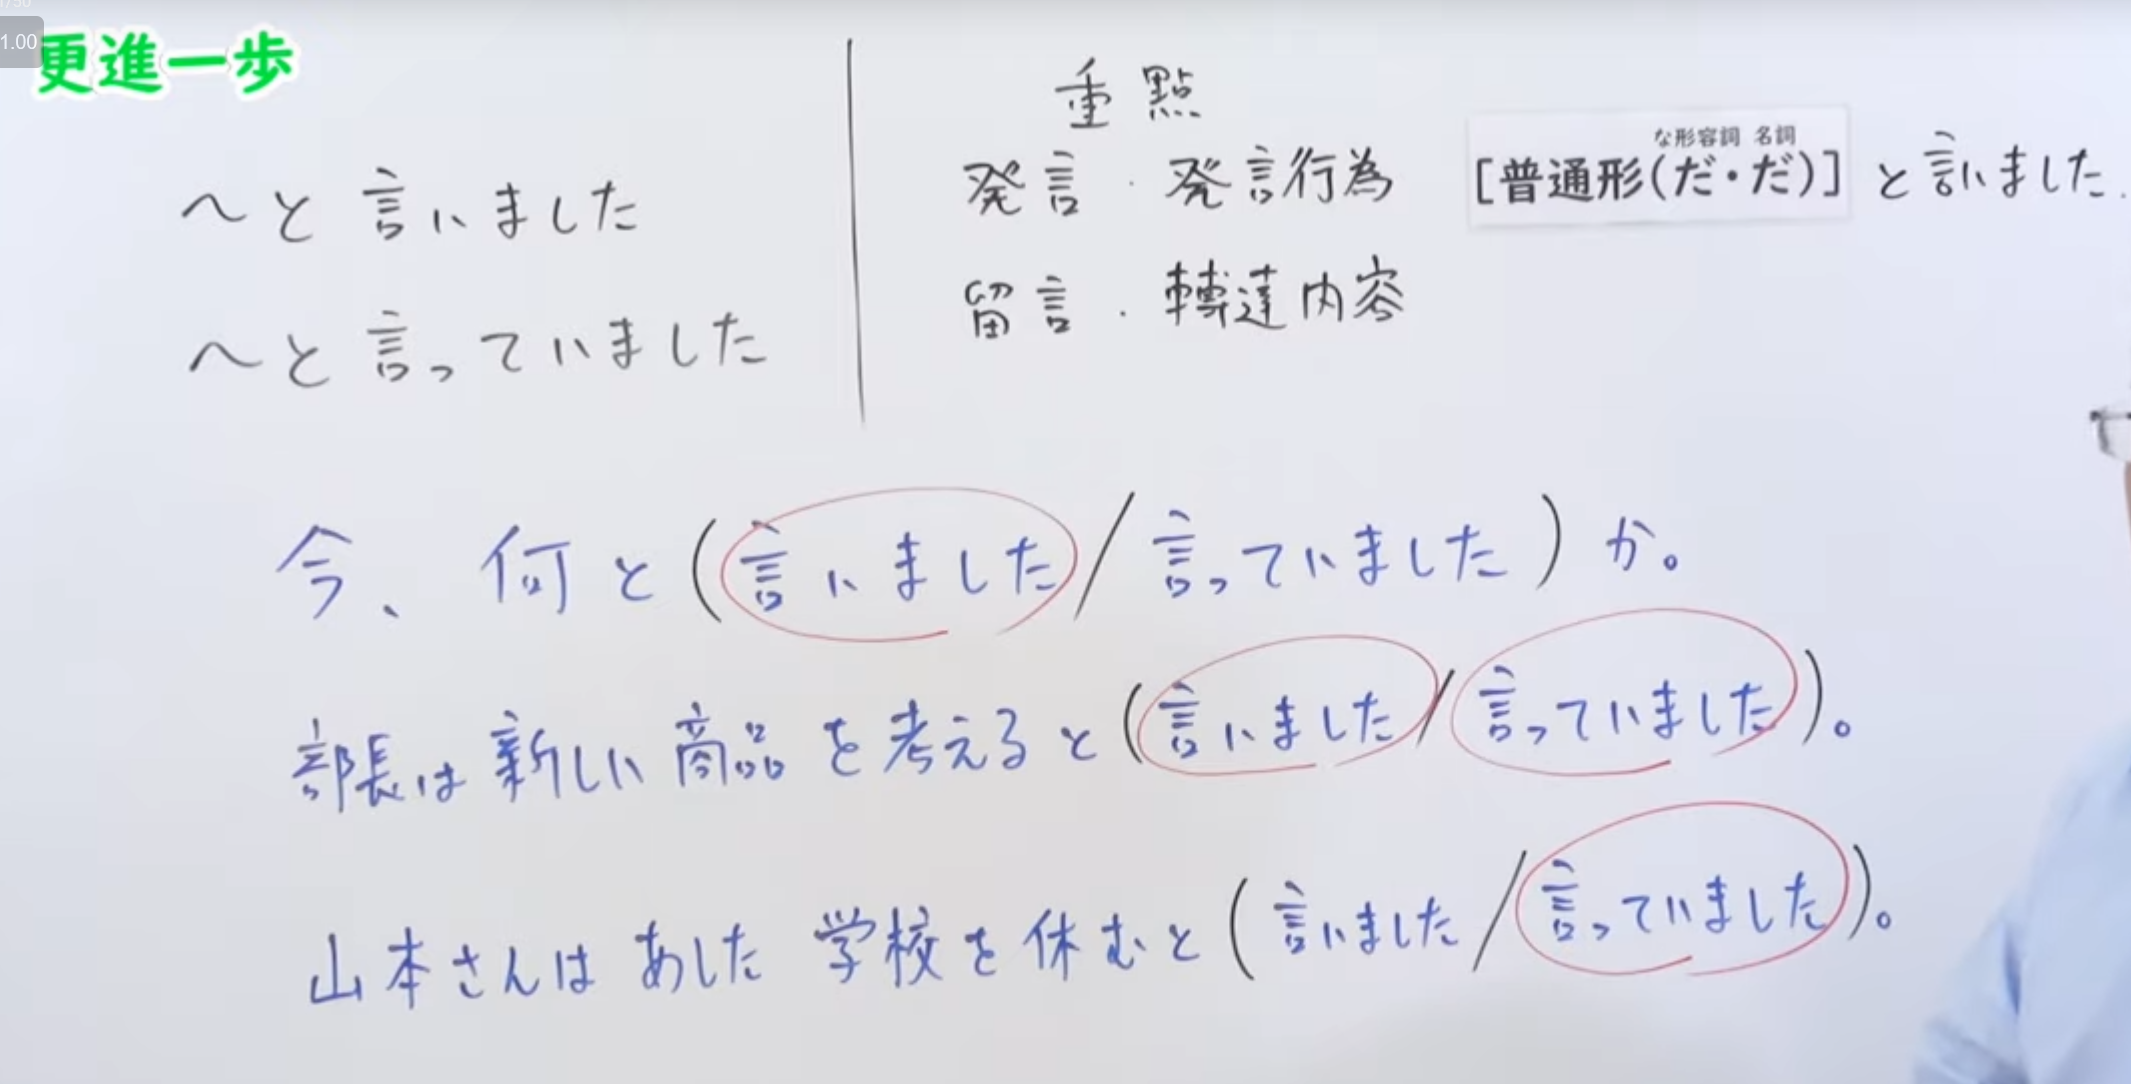 1.00
更進一歩
重點
〜と言いました
発言・発言行為
な形容詞 名詞
[普通形(だ・だ)]と言いました.
〜と言っていました
留言・轉達内容
今、何と(言いました/言っていました)か。
部長は新しい商品を考えると(言いました/言っていました)。
山本さんはあした学校を休むと(言いました/言っていました)。